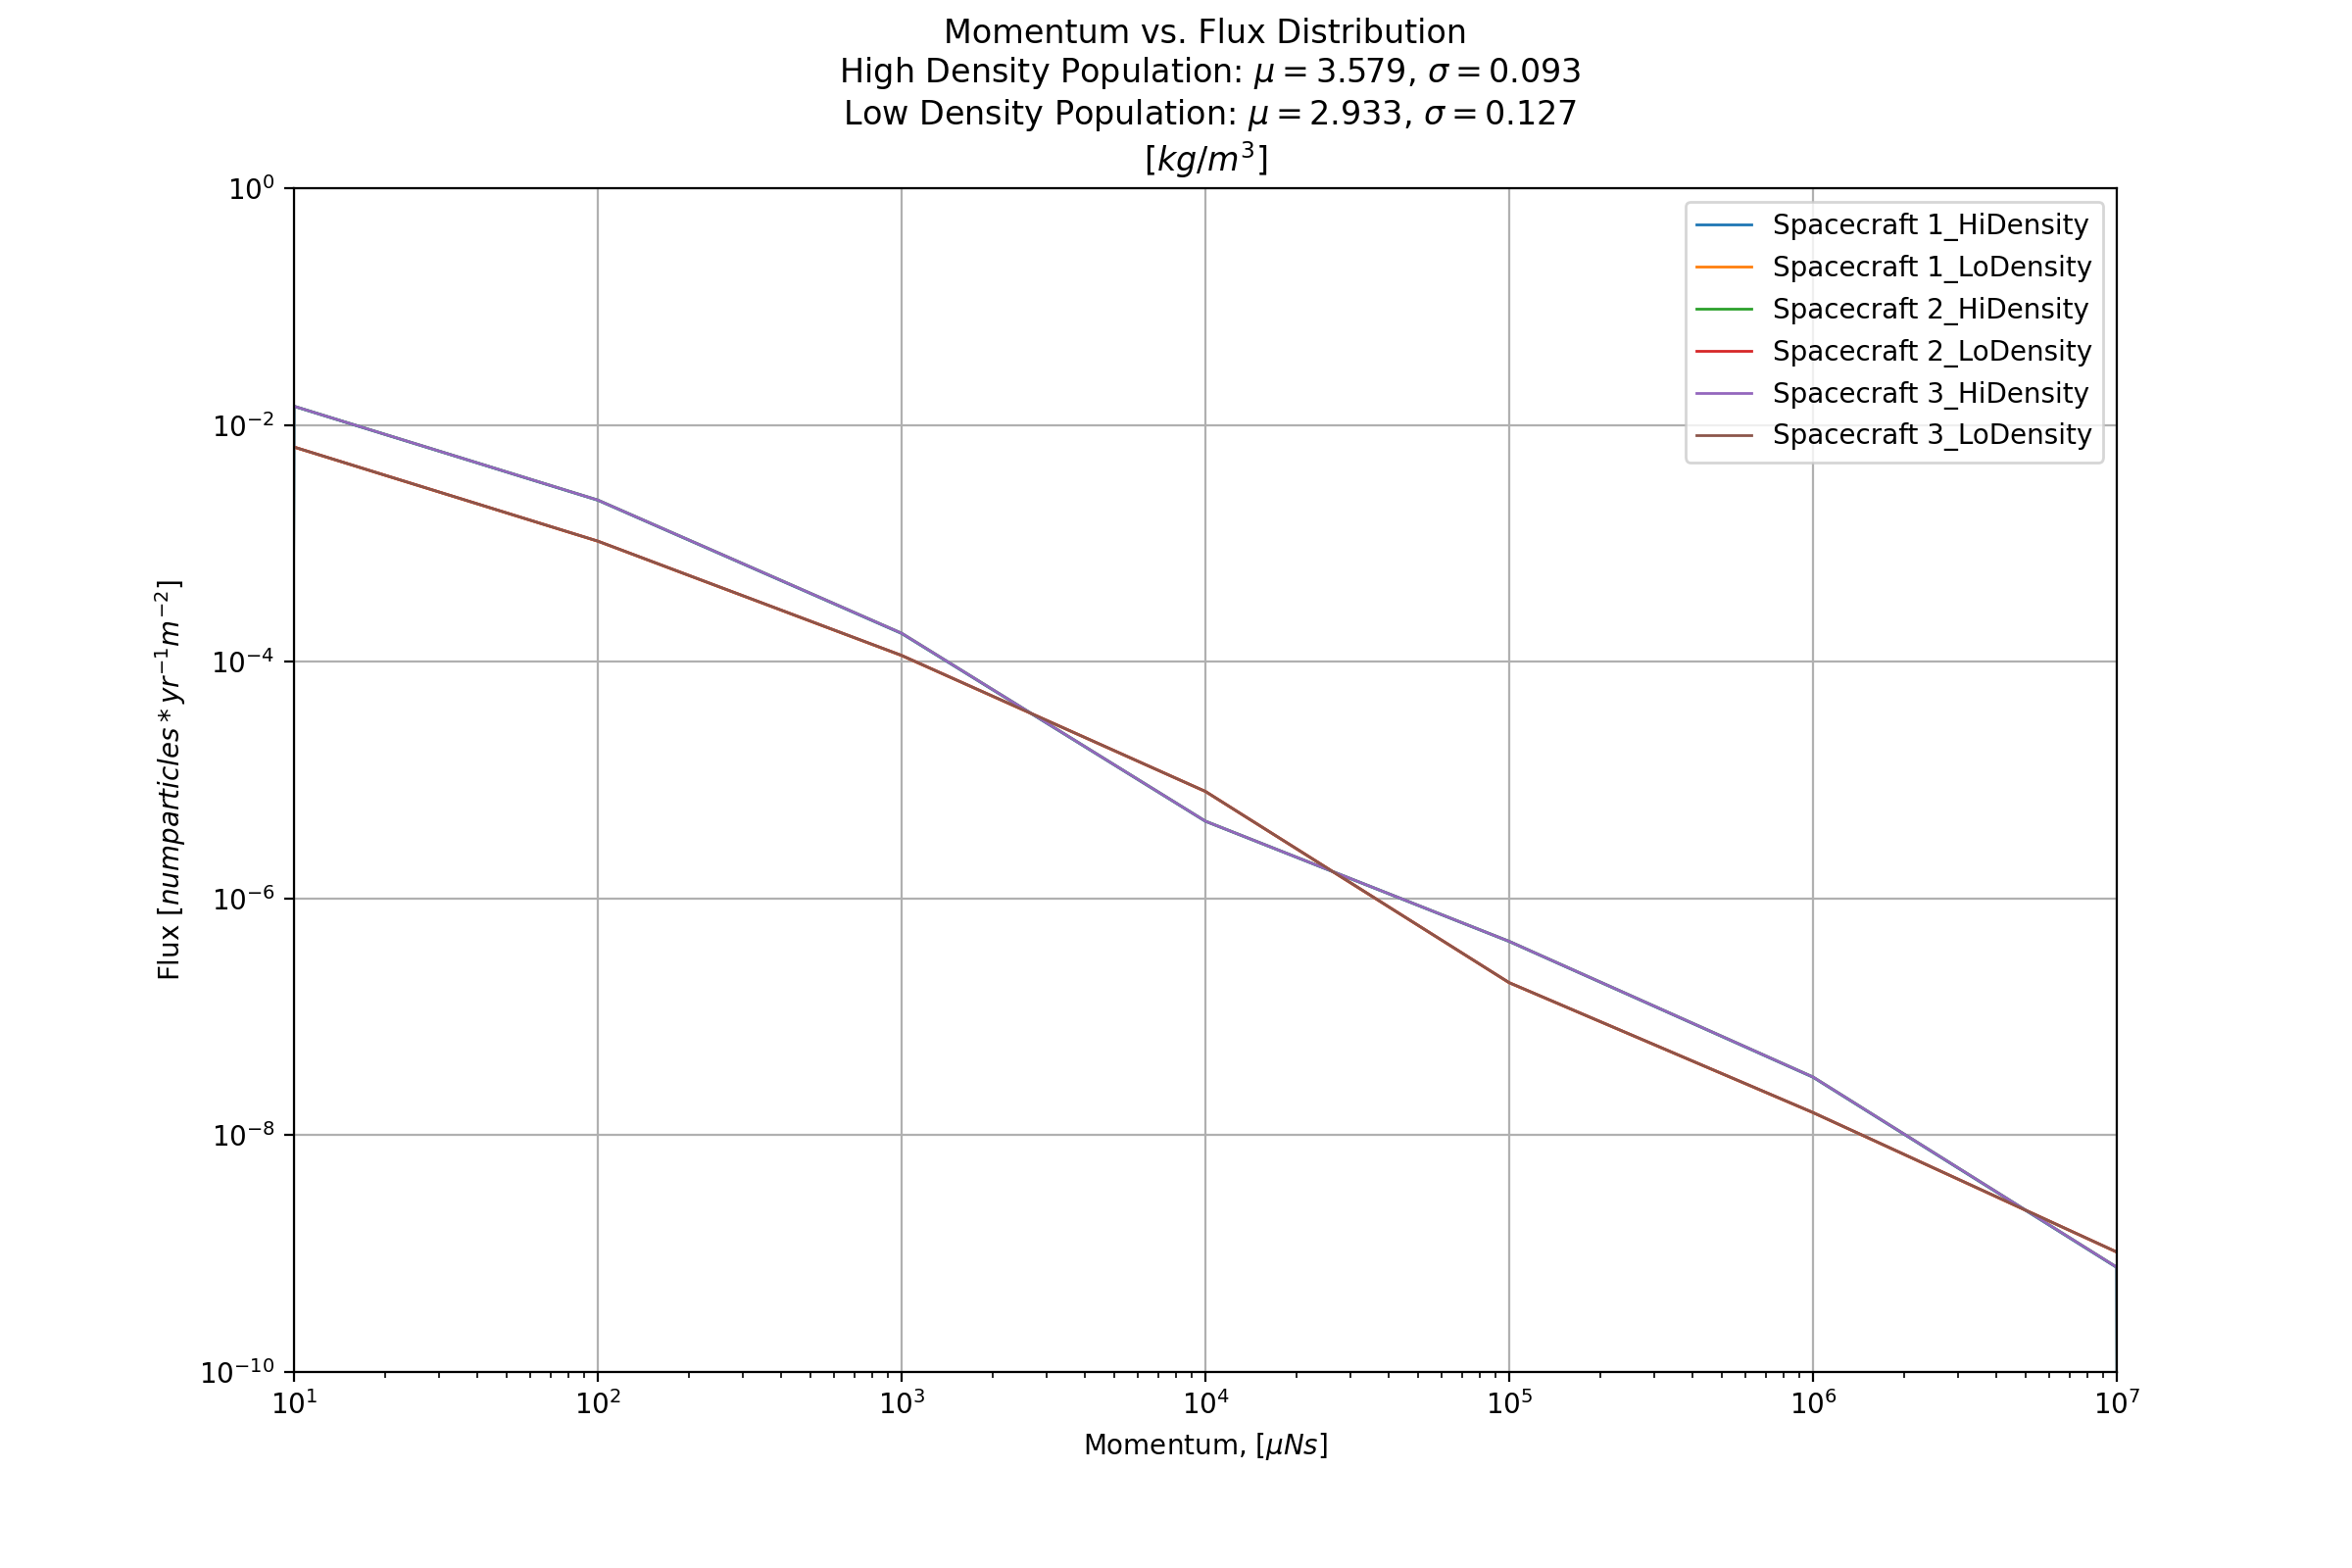 Momentum vs. Flux Distribution
High Density Population: μ = 3.579, σ = 0.093
Low Density Population: μ = 2.933, σ = 0.127
[kg/m³]
10⁰
10⁻²
10⁻⁴
10⁻⁶
10⁻⁸
10⁻¹⁰
Flux [numparticles * yr⁻¹m⁻²]
Spacecraft 1_HiDensity
Spacecraft 1_LoDensity
Spacecraft 2_HiDensity
Spacecraft 2_LoDensity
Spacecraft 3_HiDensity
Spacecraft 3_LoDensity
10¹ 10² 10³ 10⁴ 10⁵ 10⁶ 10⁷
Momentum, [μNs]